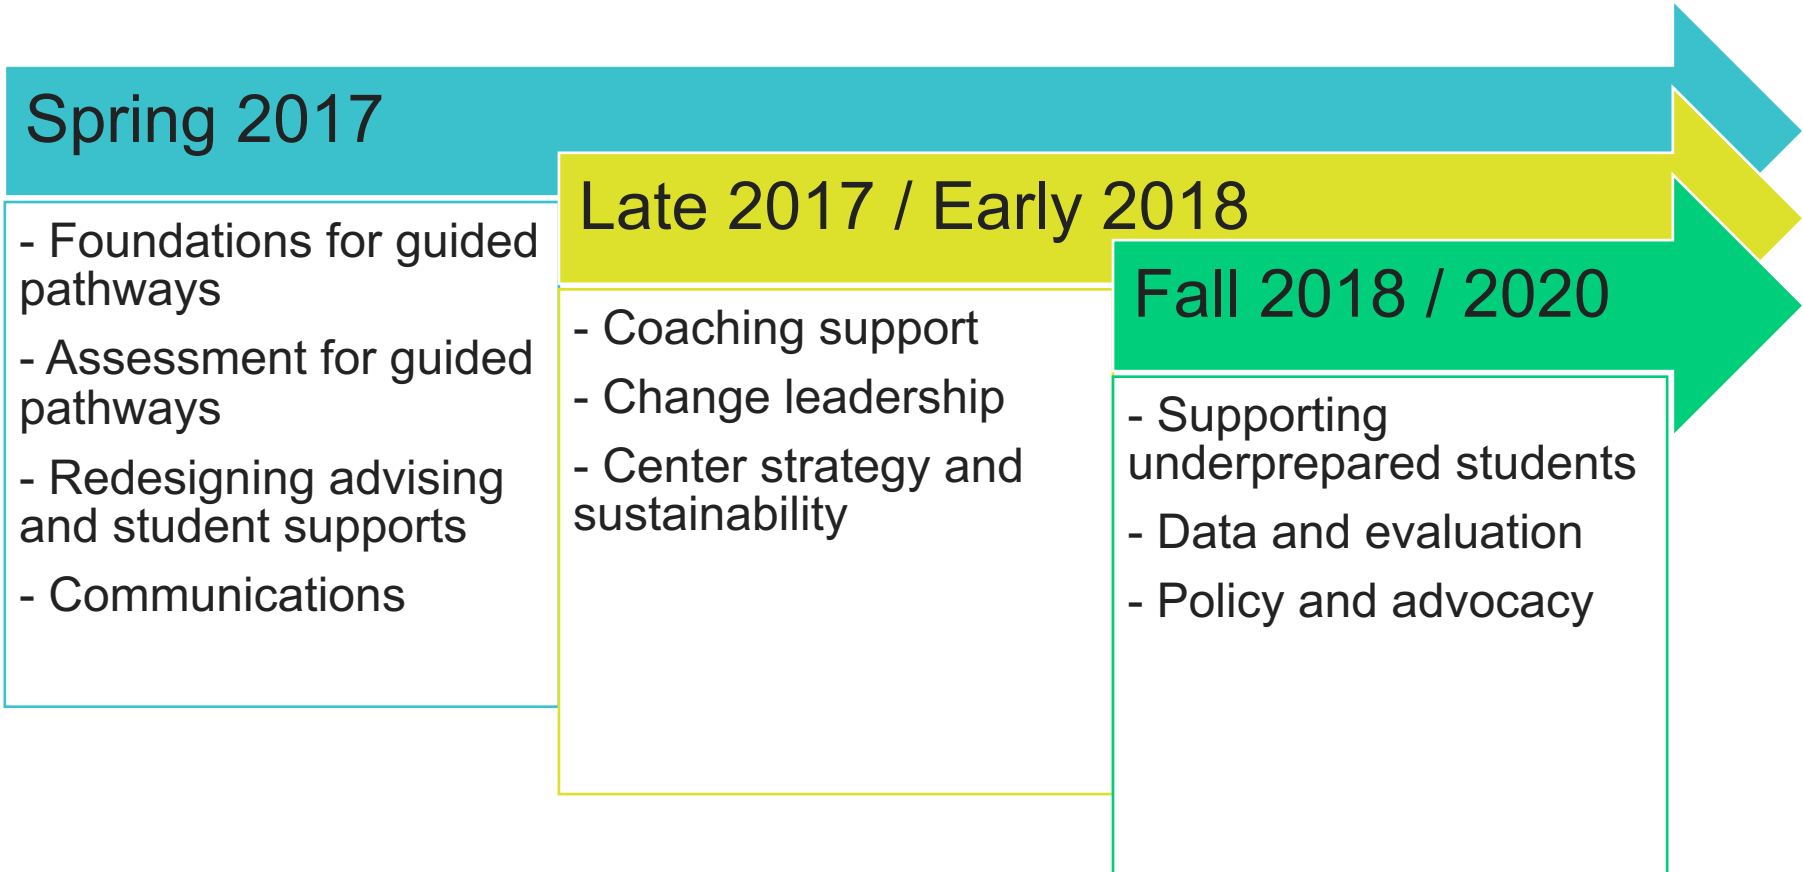 Spring 2017
- Foundations for guided
pathways
- Assessment for guided
pathways
- Redesigning advising
and student supports
- Communications
Late 2017 / Early 2018
- Coaching support
- Change leadership
- Center strategy and
sustainability
Fall 2018 / 2020
- Supporting
underprepared students
- Data and evaluation
- Policy and advocacy